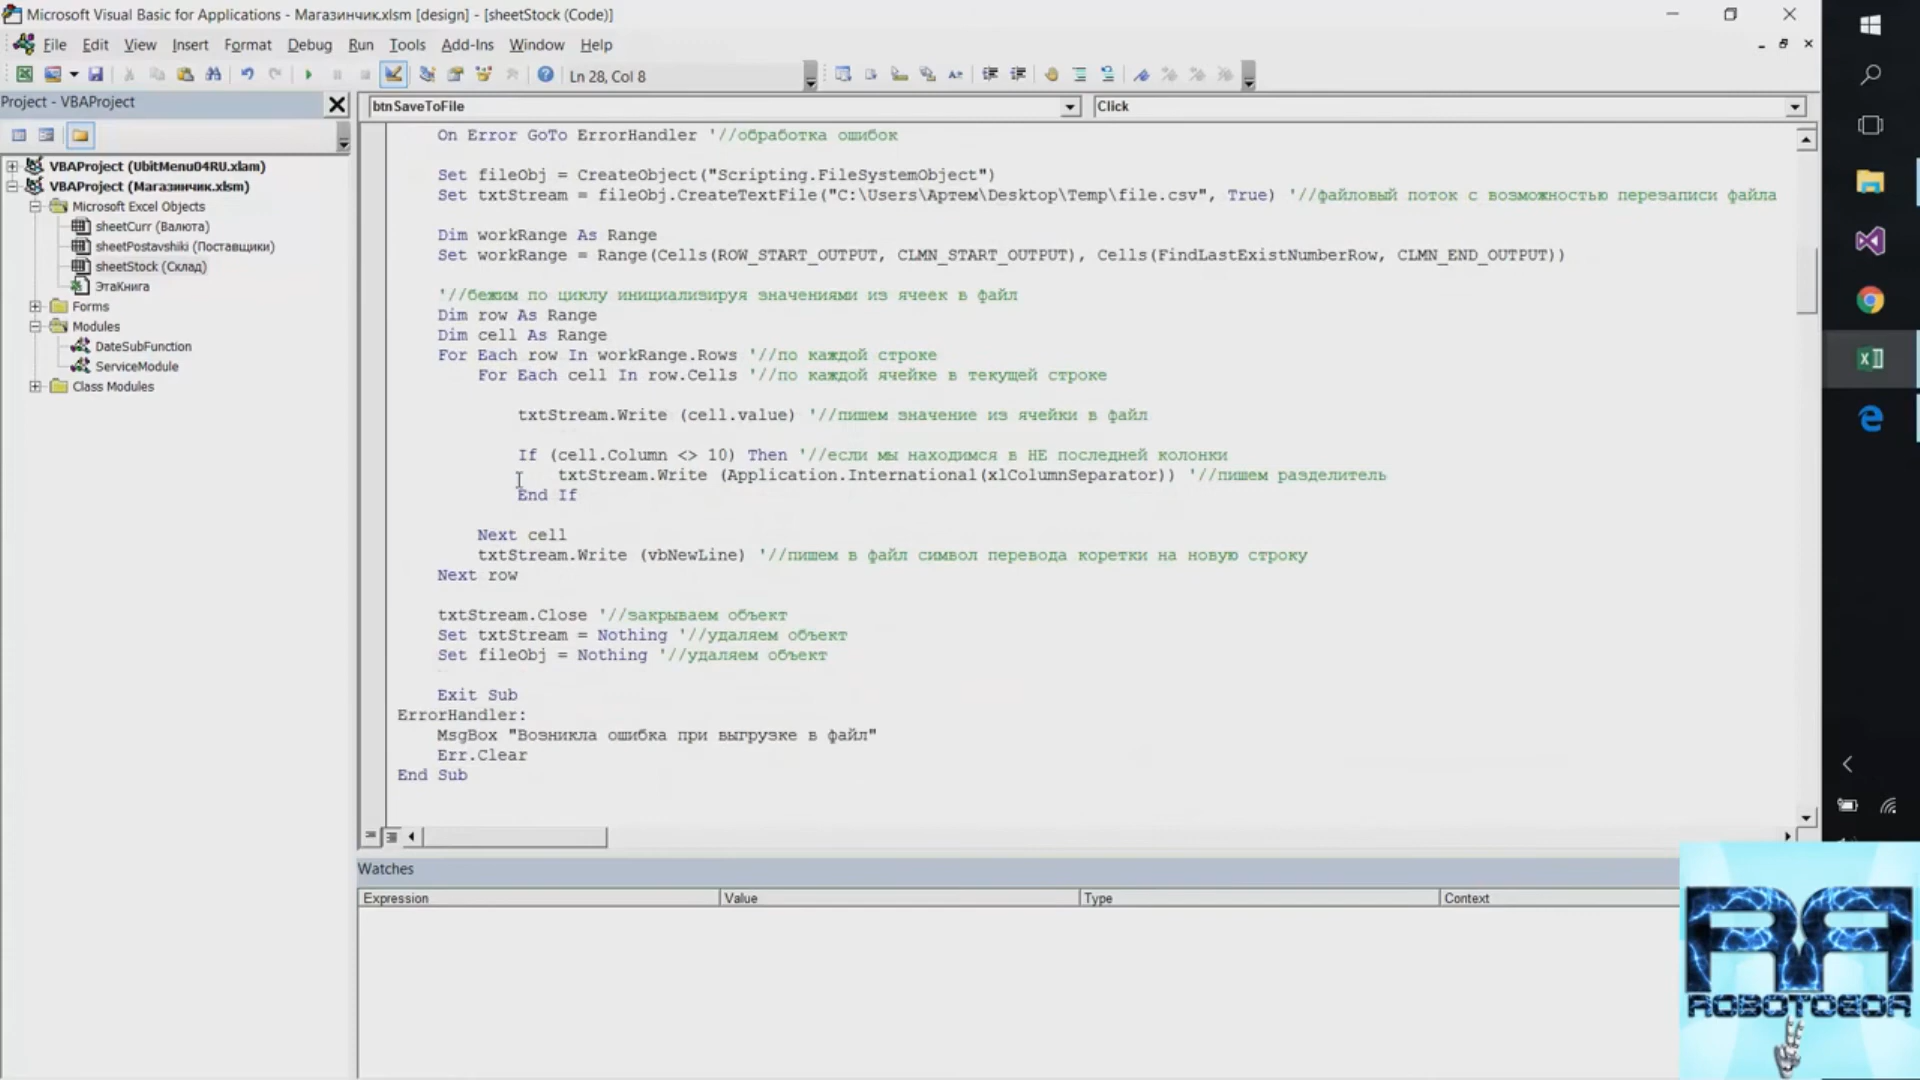 Microsoft Visual Basic for Applications - Магазинчик.xlsm [design] - [sheetStock (Code)]
File Edit View Insert Format Debug Run Tools Add-Ins Window Help
Ln 28, Col 8
Project - VBAProject
VBAProject (UbitMenu04RU.xlam)
VBAProject (Магазинчик.xlsm)
Microsoft Excel Objects
sheetCurr (Валюта)
sheetPostavshiki (Поставщики)
sheetStock (Склад)
ЭтаКнига
Forms
Modules
DateSubFunction
ServiceModule
Class Modules
btnSaveToFile
Click
On Error GoTo ErrorHandler '//обработка ошибок
Set fileObj = CreateObject("Scripting.FileSystemObject")
Set txtStream = fileObj.CreateTextFile("C:\Users\Артем\Desktop\Temp\file.csv", True) '//файловый поток с возможностью перезаписи файла
Dim workRange As Range
Set workRange = Range(Cells(ROW_START_OUTPUT, CLMN_START_OUTPUT), Cells(FindLastExistNumberRow, CLMN_END_OUTPUT))
'//бежим по циклу инициализируя значениями из ячеек в файл
Dim row As Range
Dim cell As Range
For Each row In workRange.Rows '//по каждой строке
For Each cell In row.Cells '//по каждой ячейке в текущей строке
txtStream.Write (cell.value) '//пишем значение из ячейки в файл
If (cell.Column <> 10) Then '//если мы находимся в НЕ последней колонки
txtStream.Write (Application.International(xlColumnSeparator)) '//пишем разделитель
End If
Next cell
txtStream.Write (vbNewLine) '//пишем в файл символ перевода коретки на новую строку
Next row
txtStream.Close '//закрываем объект
Set txtStream = Nothing '//удаляем объект
Set fileObj = Nothing '//удаляем объект
Exit Sub
ErrorHandler:
MsgBox "Возникла ошибка при выгрузке в файл"
Err.Clear
End Sub
Watches
Expression Value Type Context